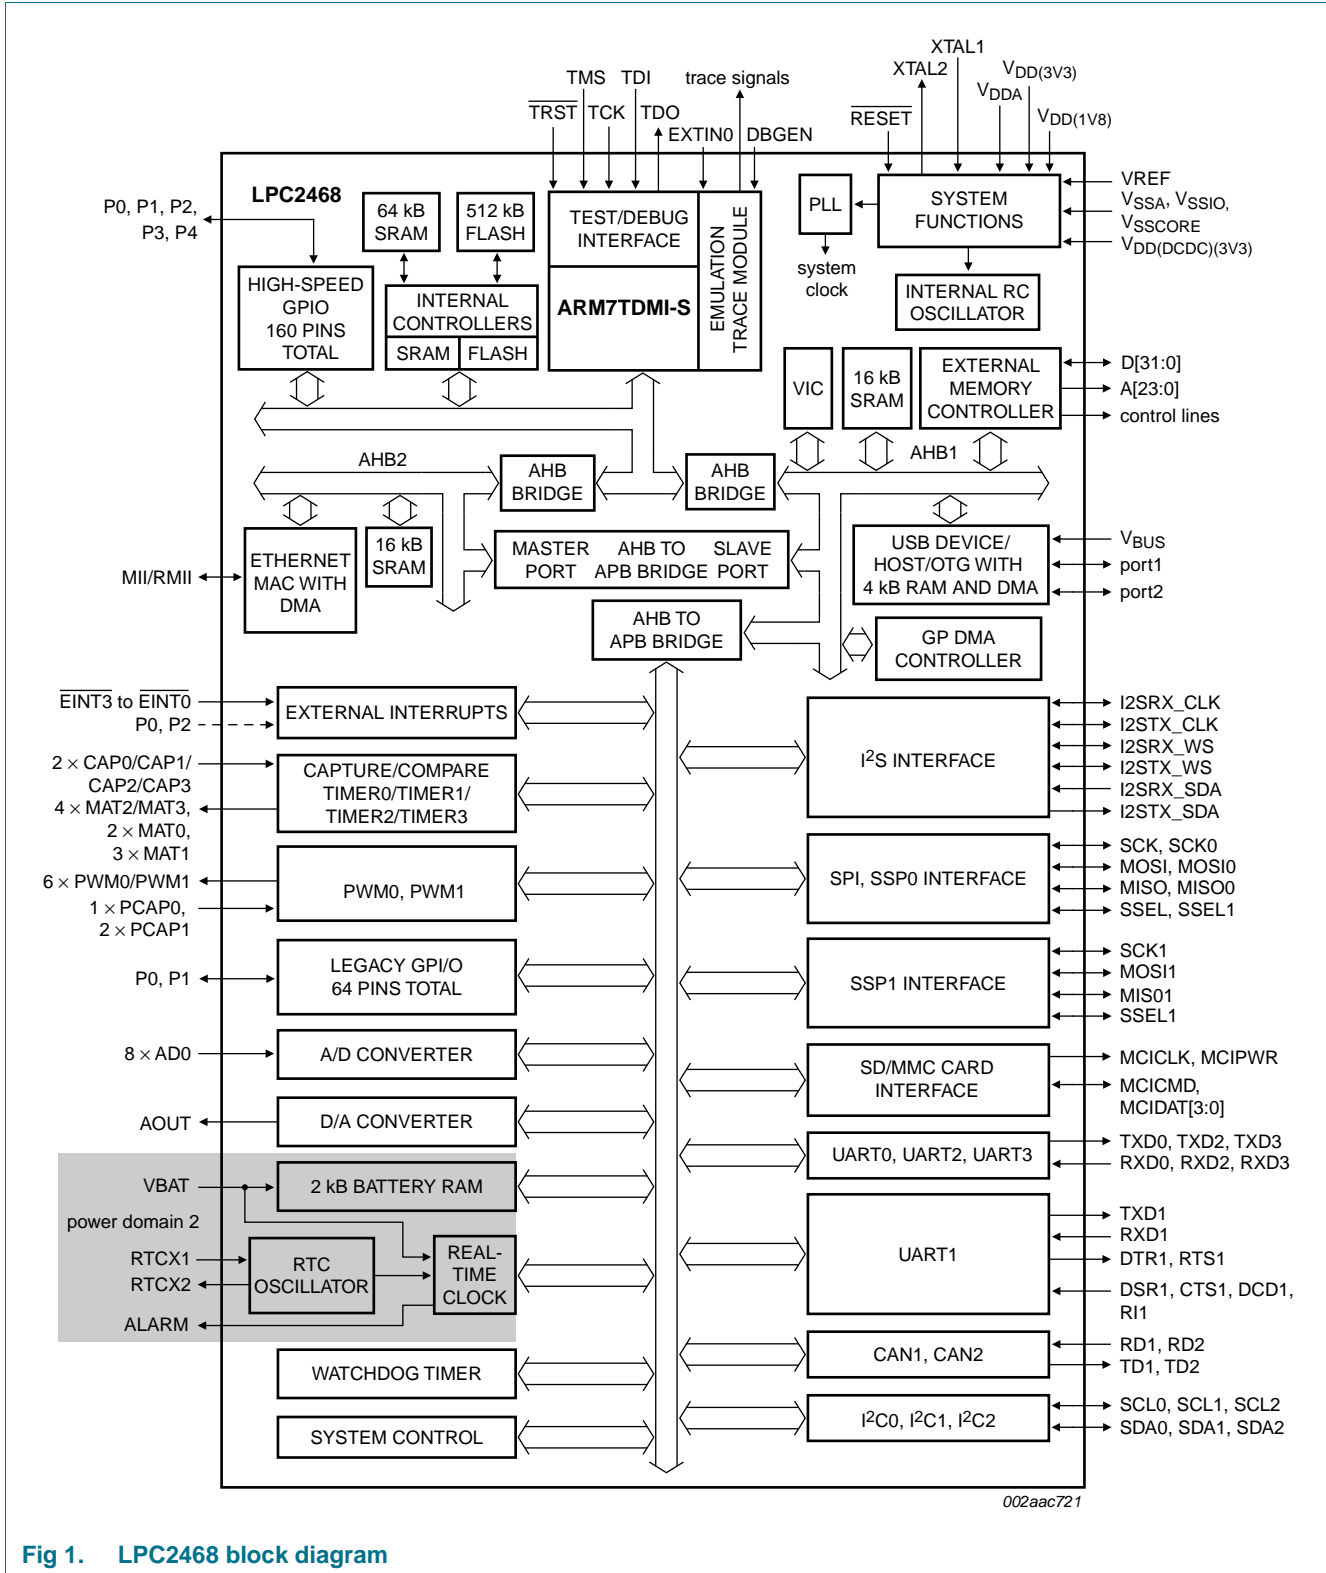 XTAL1
XTAL2
VDD(3V3)
TMS
TDI
trace signals
VDDA
TRST
TCK
TDO
RESET
VDD(1V8)
EXTIN0
DBGEN
LPC2468
P0, P1, P2,
P3, P4
64 kB
SRAM
512 kB
FLASH
TEST/DEBUG
INTERFACE
EMULATION
TRACE MODULE
PLL
SYSTEM
FUNCTIONS
VREF
VSSA, VSSIO,
VSSCORE
VDD(DCDC)(3V3)
system
clock
HIGH-SPEED
GPIO
160 PINS
TOTAL
INTERNAL
CONTROLLERS
SRAM
FLASH
ARM7TDMI-S
INTERNAL RC
OSCILLATOR
VIC
16 kB
SRAM
EXTERNAL
MEMORY
CONTROLLER
D[31:0]
A[23:0]
control lines
AHB2
AHB
BRIDGE
AHB
BRIDGE
AHB1
ETHERNET
MAC WITH
DMA
16 kB
SRAM
MII/RMII
MASTER
PORT
AHB TO
APB BRIDGE
SLAVE
PORT
USB DEVICE/
HOST/OTG WITH
4 kB RAM AND DMA
VBUS
port1
port2
AHB TO
APB BRIDGE
GP DMA
CONTROLLER
EINT3 to EINT0
P0, P2
EXTERNAL INTERRUPTS
2 × CAP0/CAP1/
CAP2/CAP3
4 × MAT2/MAT3,
2 × MAT0,
3 × MAT1
CAPTURE/COMPARE
TIMER0/TIMER1/
TIMER2/TIMER3
6 × PWM0/PWM1
1 × PCAP0,
2 × PCAP1
PWM0, PWM1
P0, P1
LEGACY GPI/O
64 PINS TOTAL
8 × AD0
A/D CONVERTER
AOUT
D/A CONVERTER
VBAT
2 kB BATTERY RAM
power domain 2
RTCX1
RTCX2
RTC
OSCILLATOR
REAL-
TIME
CLOCK
ALARM
WATCHDOG TIMER
SYSTEM CONTROL
I2S INTERFACE
I2SRX_CLK
I2STX_CLK
I2SRX_WS
I2STX_WS
I2SRX_SDA
I2STX_SDA
SPI, SSP0 INTERFACE
SCK, SCK0
MOSI, MOSI0
MISO, MISO0
SSEL, SSEL1
SSP1 INTERFACE
SCK1
MOSI1
MIS01
SSEL1
SD/MMC CARD
INTERFACE
MCICLK, MCIPWR
MCICMD,
MCIDAT[3:0]
UART0, UART2, UART3
TXD0, TXD2, TXD3
RXD0, RXD2, RXD3
UART1
TXD1
RXD1
DTR1, RTS1
DSR1, CTS1, DCD1,
RI1
CAN1, CAN2
RD1, RD2
TD1, TD2
I2C0, I2C1, I2C2
SCL0, SCL1, SCL2
SDA0, SDA1, SDA2
002aac721
Fig 1. LPC2468 block diagram